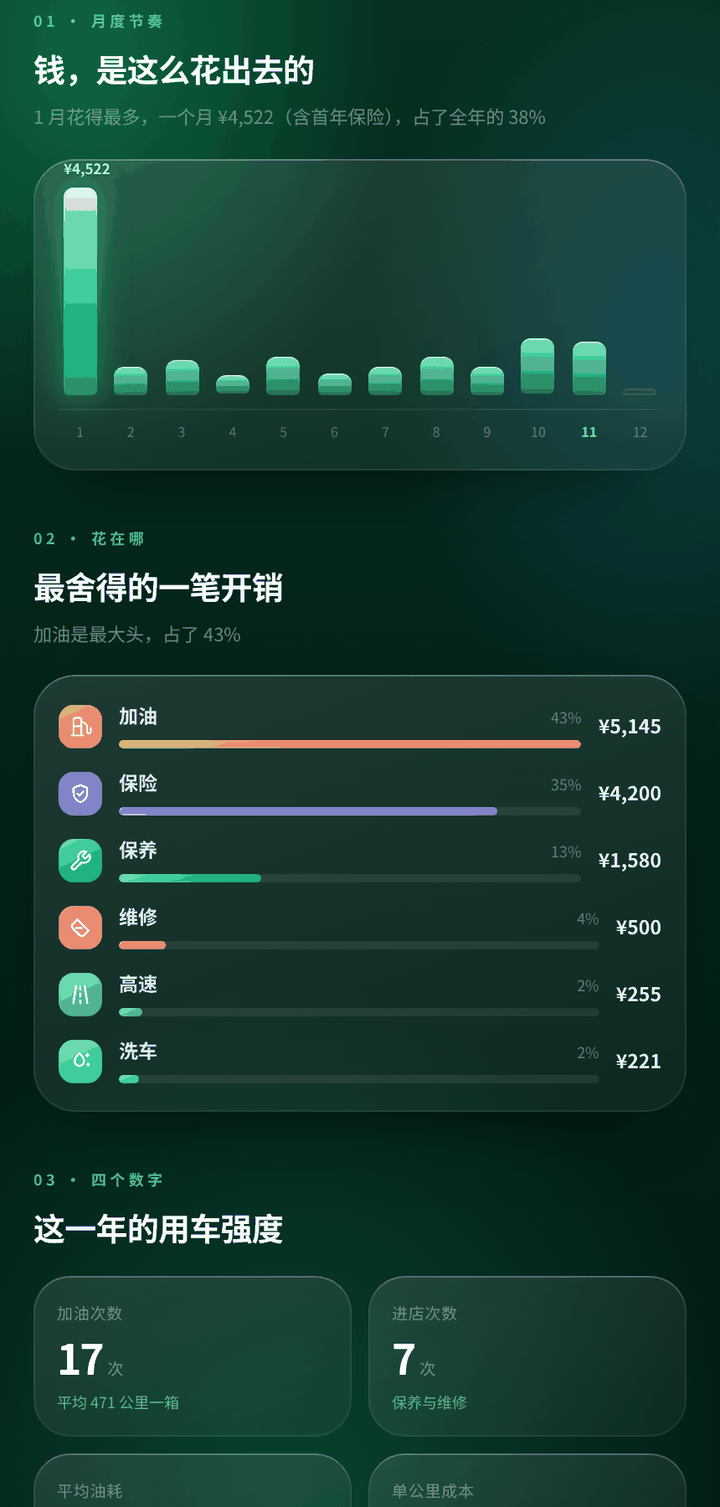 01 • 月度节奏
钱，是这么花出去的
1 月花得最多，一个月 ¥4,522（含首年保险），占了全年的 38%
¥4,522
1 2 3 4 5 6 7 8 9 10 11 12
02 • 花在哪
最舍得的一笔开销
加油是最大头，占了 43%
加油 43% ¥5,145
保险 35% ¥4,200
保养 13% ¥1,580
维修 4% ¥500
高速 2% ¥255
洗车 2% ¥221
03 • 四个数字
这一年的用车强度
加油次数
17 次
平均 471 公里一箱
进店次数
7 次
保养与维修
平均油耗
单公里成本